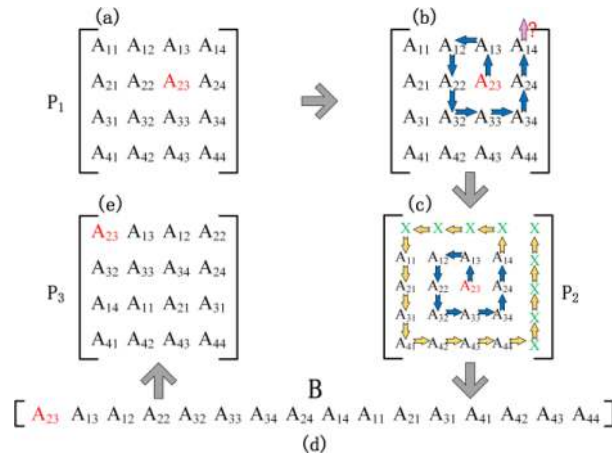 (a)
A11 A12 A13 A14
A21 A22 A23 A24
A31 A32 A33 A34
A41 A42 A43 A44
P1
(b)
?
A11 A12 A13 A14
A21 A22 A23 A24
A31 A32 A33 A34
A41 A42 A43 A44
(e)
A23 A13 A12 A22
A32 A33 A34 A24
A14 A11 A21 A31
A41 A42 A43 A44
P3
(c)
X X X X X
A11 A12 A13 A14 X
A21 A22 A23 A24 X
A31 A32 A33 A34 X
A41 A42 A43 A44 X
P2
B
A23 A13 A12 A22 A32 A33 A34 A24 A14 A11 A21 A31 A41 A42 A43 A44
(d)